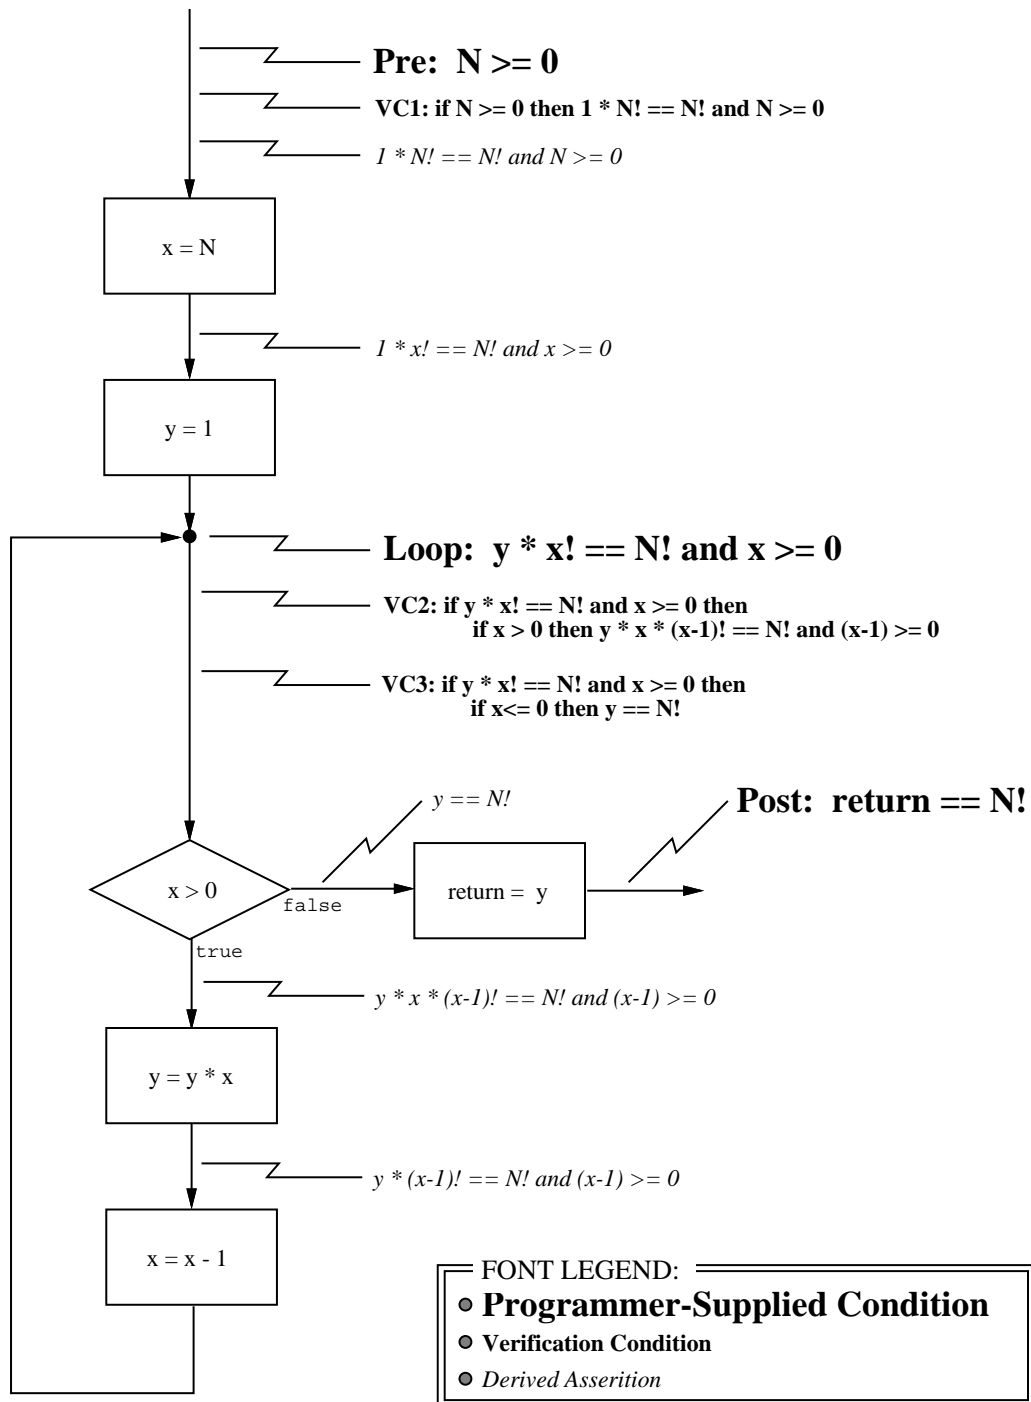 Pre:  N >= 0
VC1: if N >= 0 then 1 * N! == N! and N >= 0
1 * N! == N! and N >= 0
x = N
1 * x! == N! and x >= 0
y = 1
Loop:  y * x! == N! and x >= 0
VC2: if y * x! == N! and x >= 0 then
if x > 0 then y * x * (x-1)! == N! and (x-1) >= 0
VC3: if y * x! == N! and x >= 0 then
if x<= 0 then y == N!
y == N!
Post:  return == N!
x > 0
false
return =  y
true
y * x * (x-1)! == N! and (x-1) >= 0
y = y * x
y * (x-1)! == N! and (x-1) >= 0
x = x - 1
FONT LEGEND:
Programmer-Supplied Condition
Verification Condition
Derived Asserition